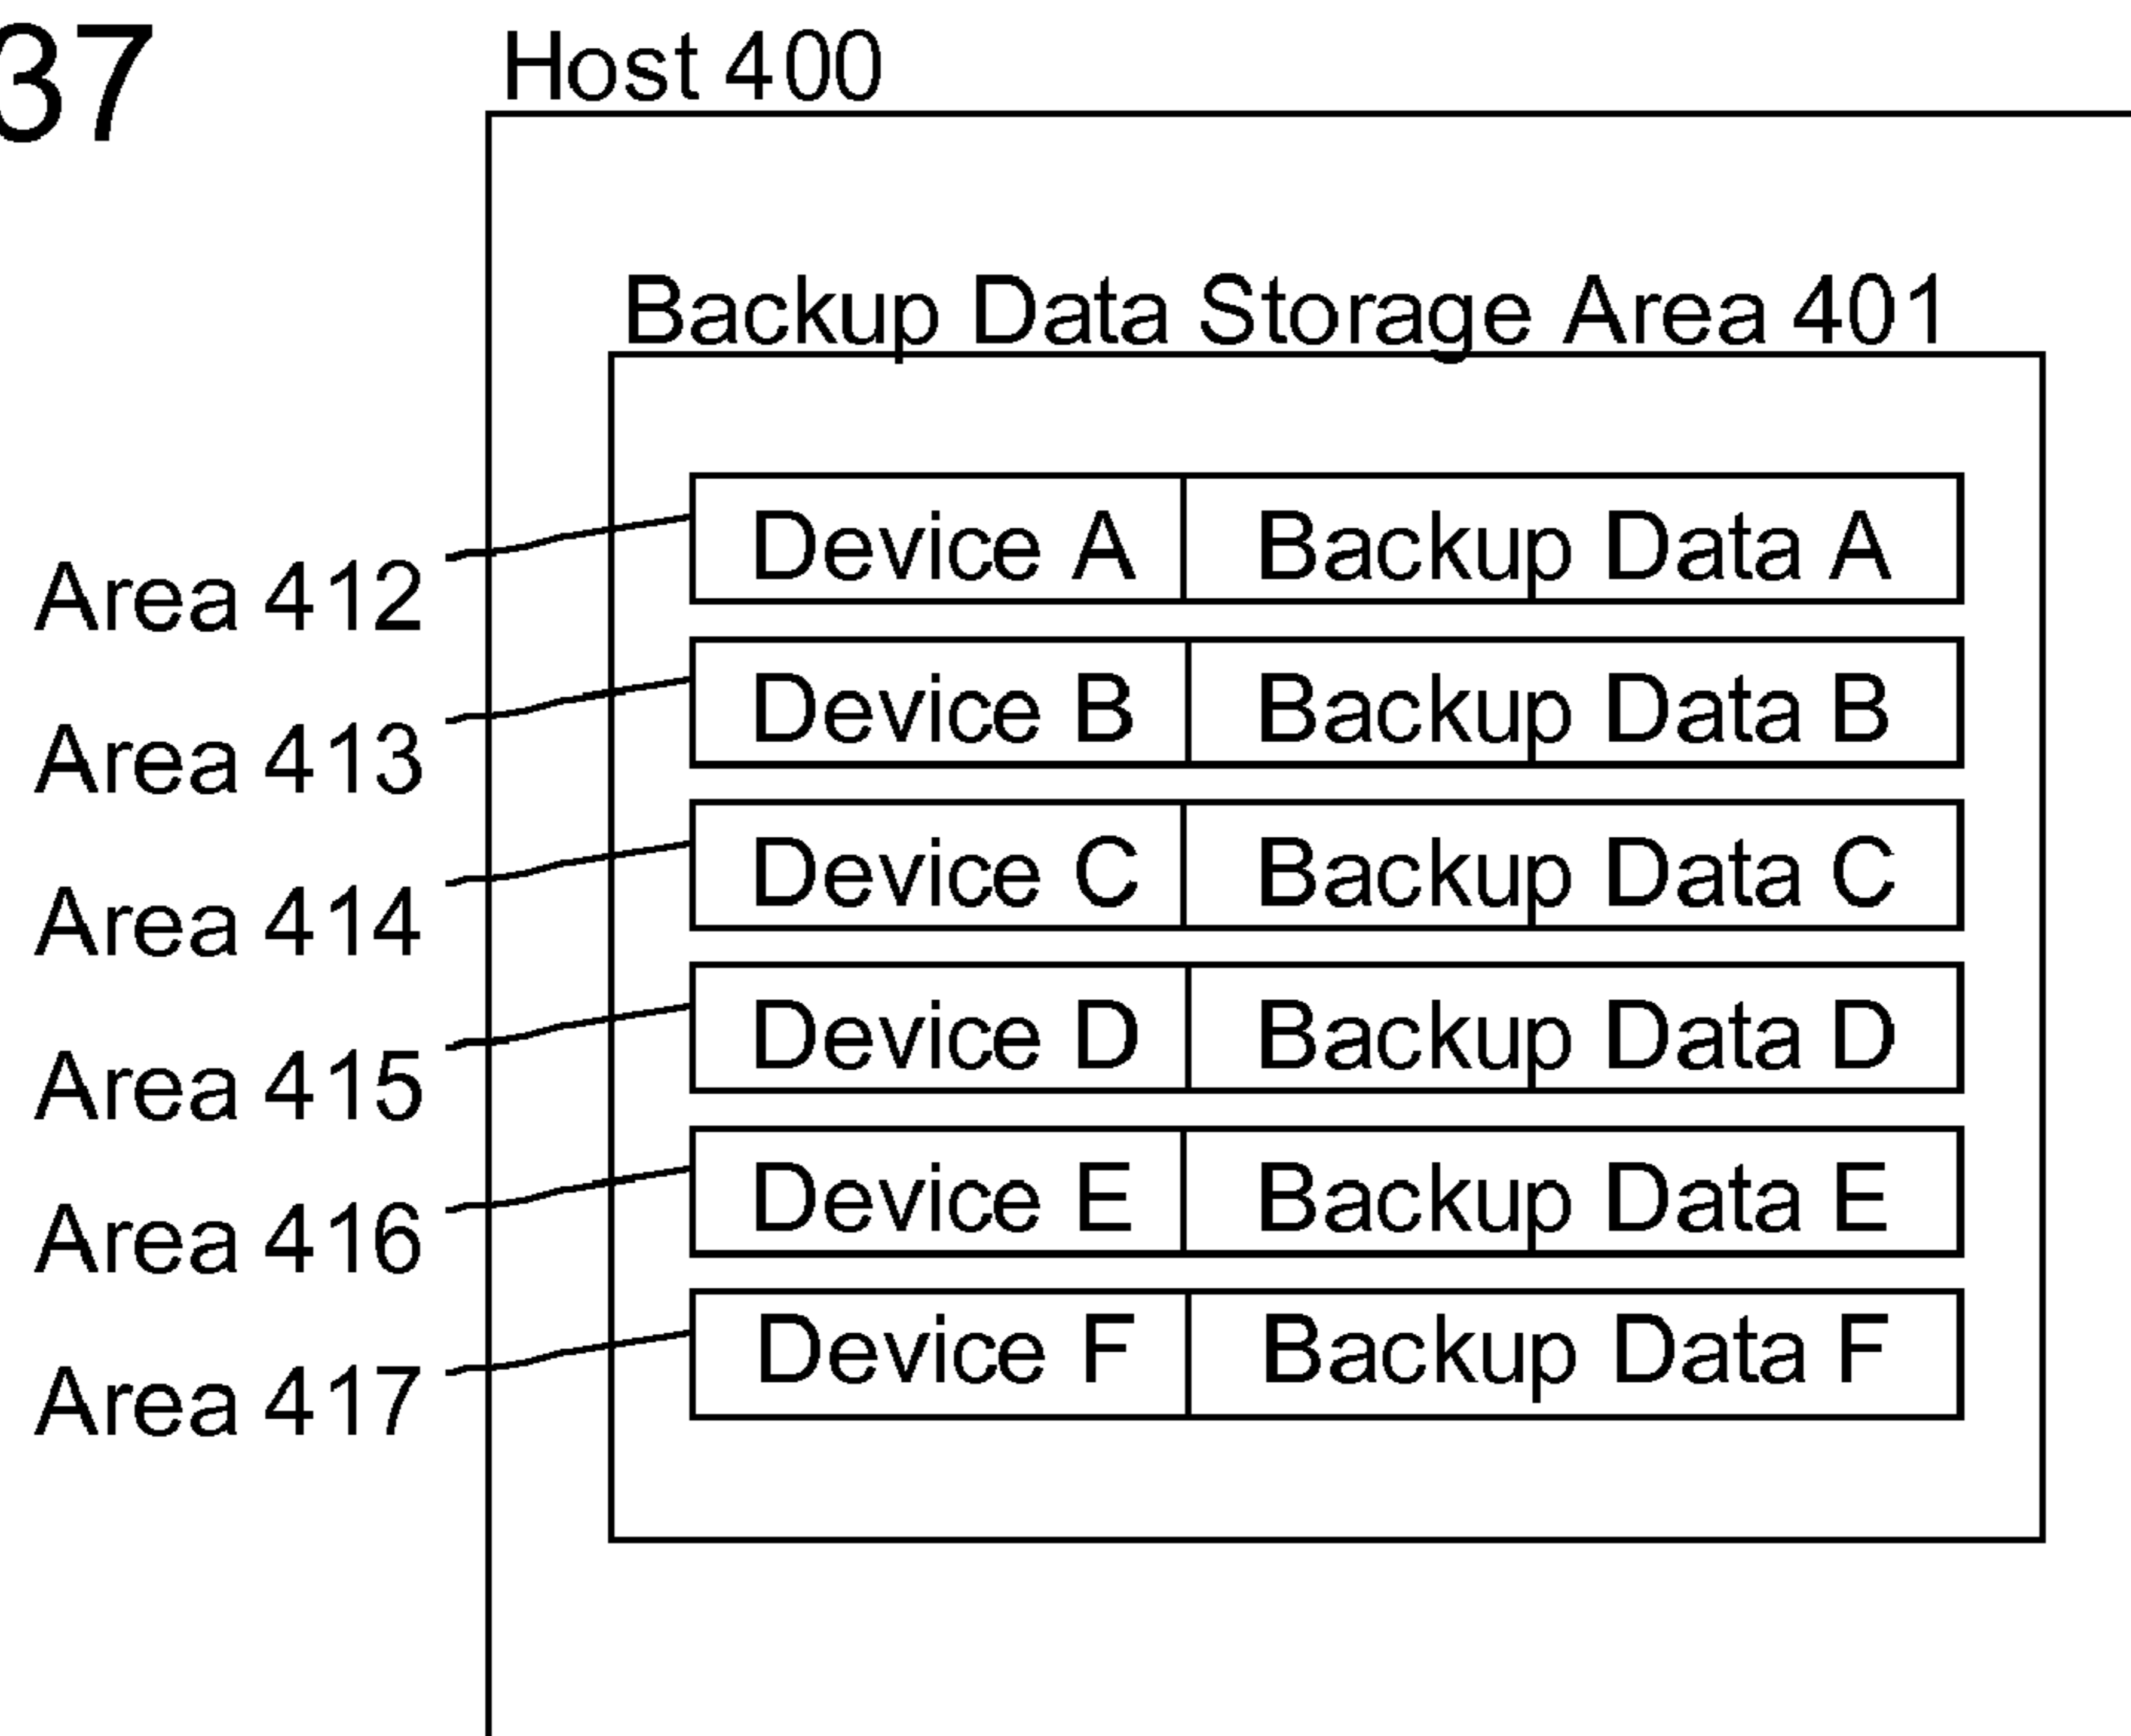 37
Host 400
Backup Data Storage Area 401
Area 412 Device A Backup Data A
Area 413 Device B Backup Data B
Area 414 Device C Backup Data C
Area 415 Device D Backup Data D
Area 416 Device E Backup Data E
Area 417 Device F Backup Data F